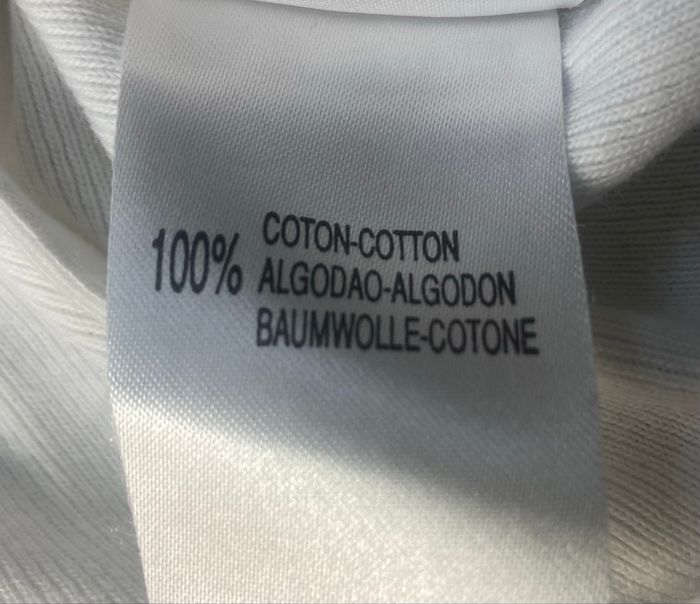 100% COTON-COTTON
ALGODAO-ALGODON
BAUMWOLLE-COTONE